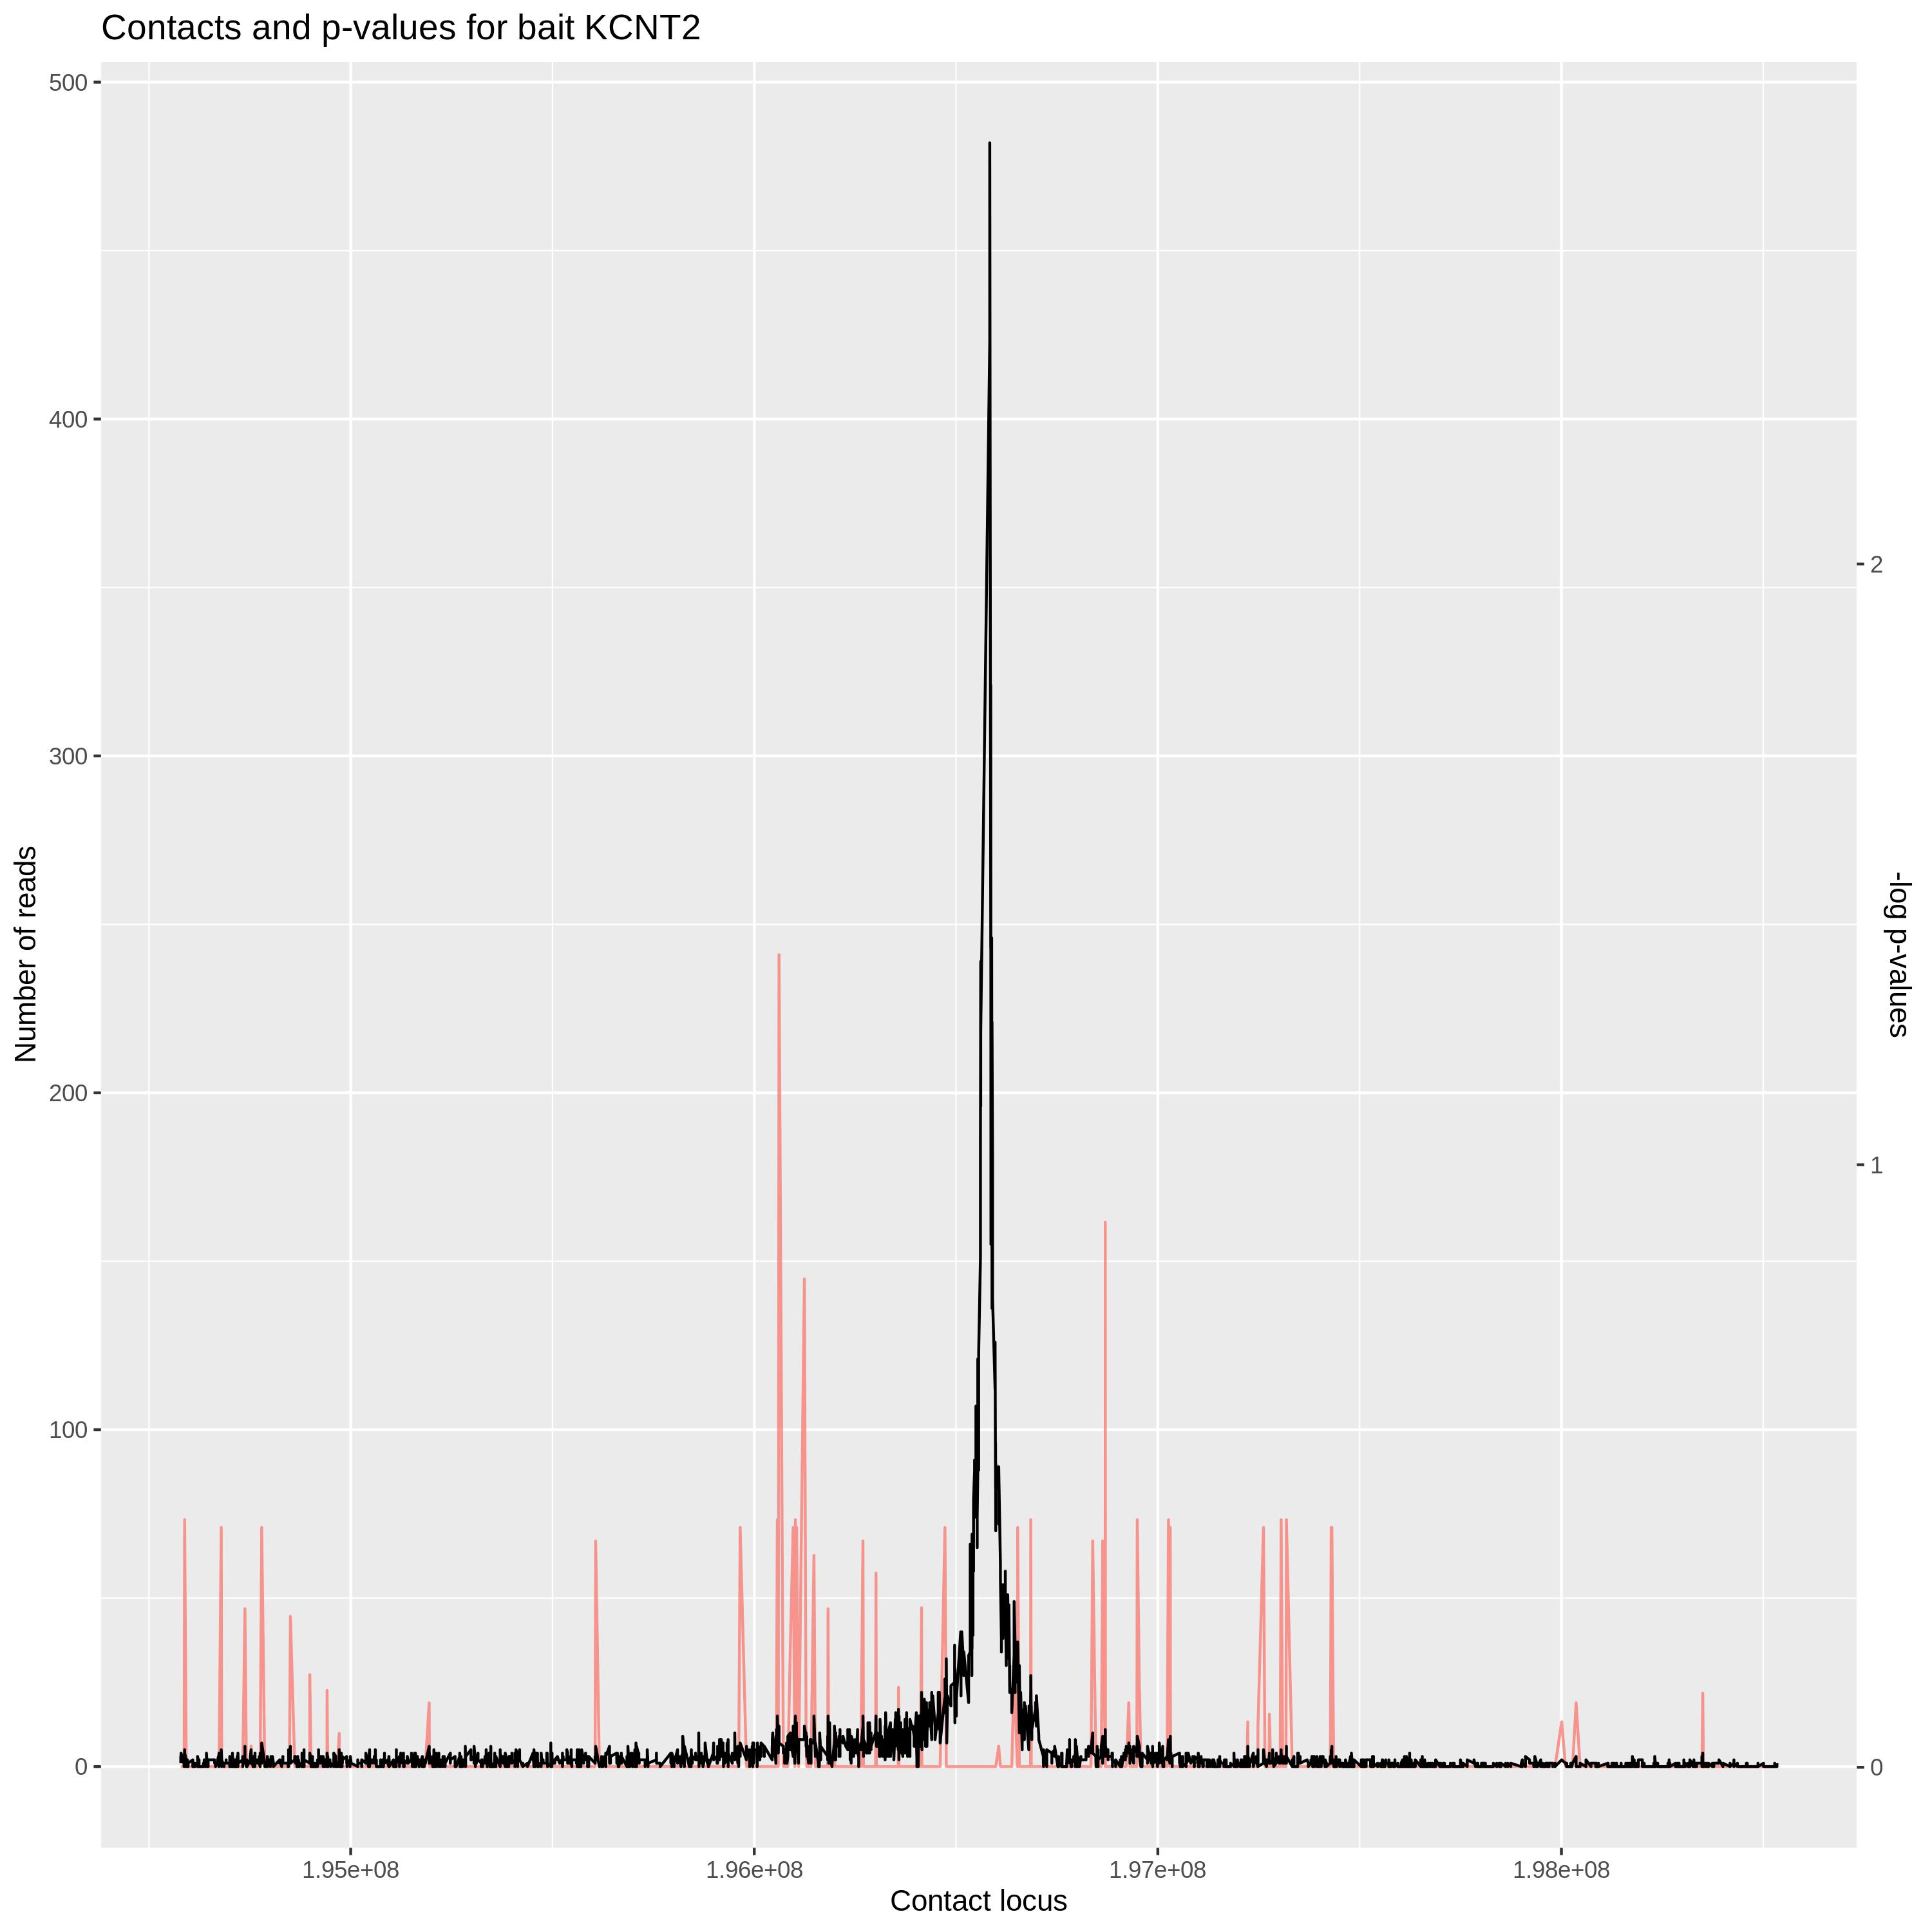 Contacts and p-values for bait KCNT2
500
400
300
200
100
0
Number of reads
2
1
0
-log p-values
1.95e+08
1.96e+08
1.97e+08
1.98e+08
Contact locus